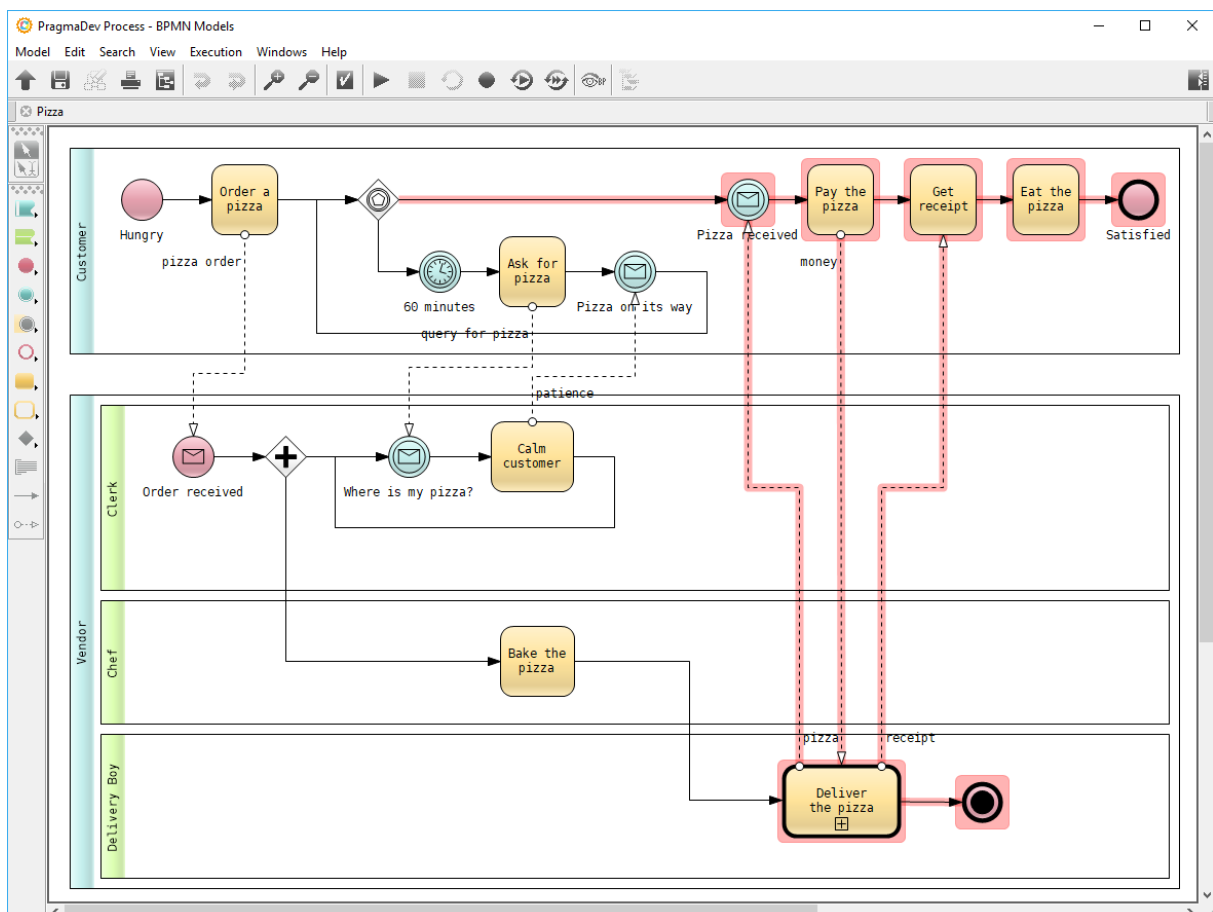 PragmaDev Process - BPMN Models
Model Edit Search View Execution Windows Help
Pizza
Customer
Hungry
Order a
pizza
pizza order
60 minutes
Ask for
pizza
query for pizza
Pizza on its way
Pizza received
Pay the
pizza
money
Get
receipt
Eat the
pizza
Satisfied
patience
Vendor
Clerk
Order received
Where is my pizza?
Calm
customer
Chef
Bake the
pizza
Delivery Boy
pizza
receipt
Deliver
the pizza